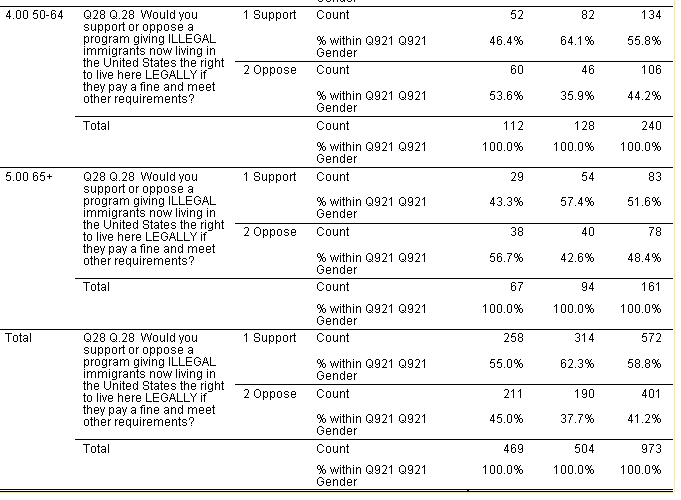 4.00 50-64 Q28 Q.28 Would you support or oppose a program giving ILLEGAL immigrants now living in the United States the right to live here LEGALLY if they pay a fine and meet other requirements? 1 Support Count 52 82 134
% within Q921 Q921 Gender 46.4% 64.1% 55.8%
2 Oppose Count 60 46 106
% within Q921 Q921 Gender 53.6% 35.9% 44.2%
Total Count 112 128 240
% within Q921 Q921 Gender 100.0% 100.0% 100.0%
5.00 65+ Q28 Q.28 Would you support or oppose a program giving ILLEGAL immigrants now living in the United States the right to live here LEGALLY if they pay a fine and meet other requirements? 1 Support Count 29 54 83
% within Q921 Q921 Gender 43.3% 57.4% 51.6%
2 Oppose Count 38 40 78
% within Q921 Q921 Gender 56.7% 42.6% 48.4%
Total Count 67 94 161
% within Q921 Q921 Gender 100.0% 100.0% 100.0%
Total Q28 Q.28 Would you support or oppose a program giving ILLEGAL immigrants now living in the United States the right to live here LEGALLY if they pay a fine and meet other requirements? 1 Support Count 258 314 572
% within Q921 Q921 Gender 55.0% 62.3% 58.8%
2 Oppose Count 211 190 401
% within Q921 Q921 Gender 45.0% 37.7% 41.2%
Total Count 469 504 973
% within Q921 Q921 Gender 100.0% 100.0% 100.0%